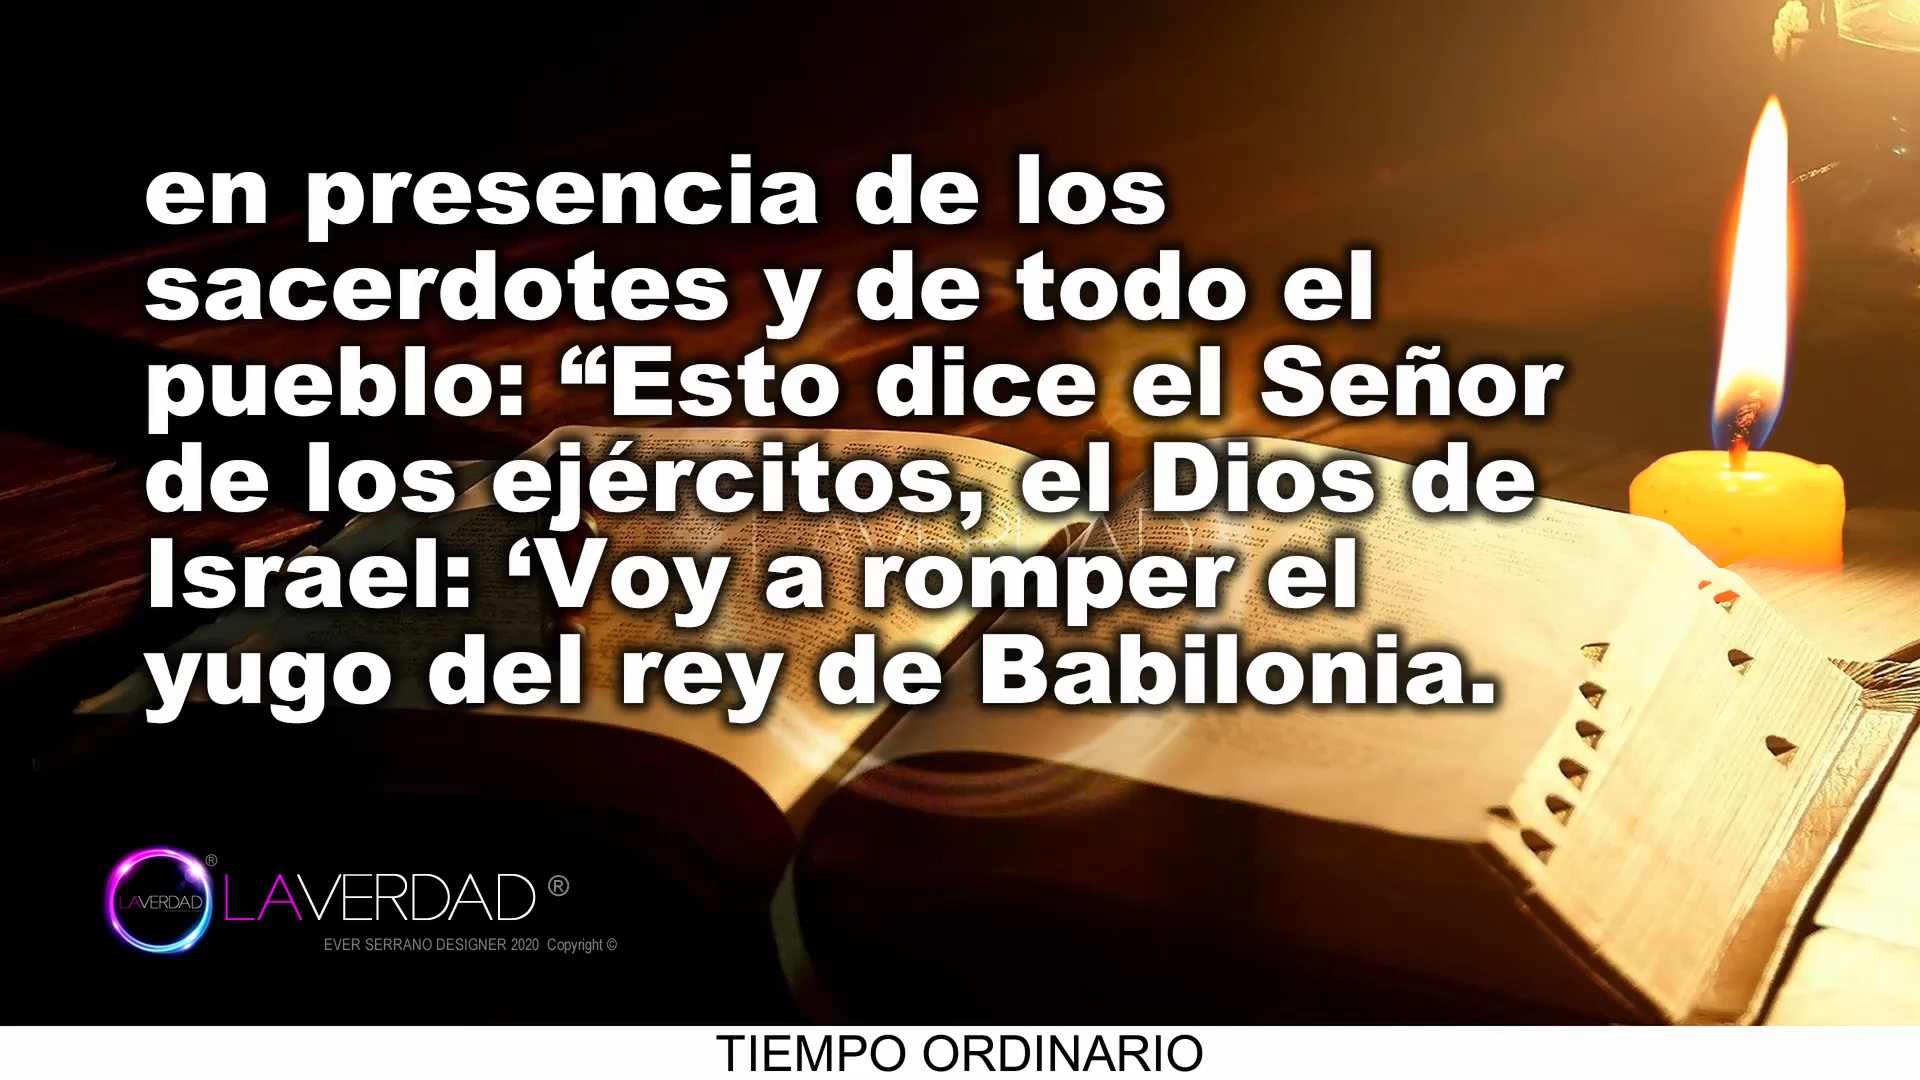 en presencia de los
sacerdotes y de todo el
pueblo: “Esto dice el Señor
de los ejércitos, el Dios de
Israel: ‘Voy a romper el
yugo del rey de Babilonia.
LAVERDAD ®
LAVERDAD ®
EVER SERRANO DESIGNER 2020 Copyright ©
TIEMPO ORDINARIO